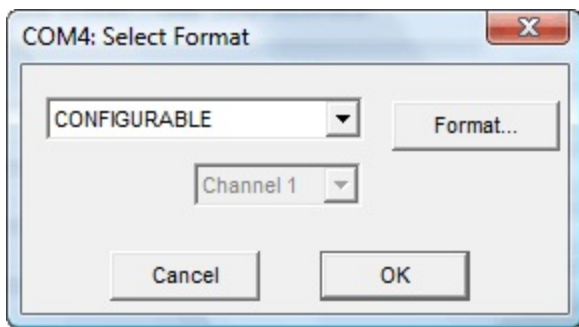 COM4: Select Format
CONFIGURABLE
Format...
Channel 1
Cancel
OK